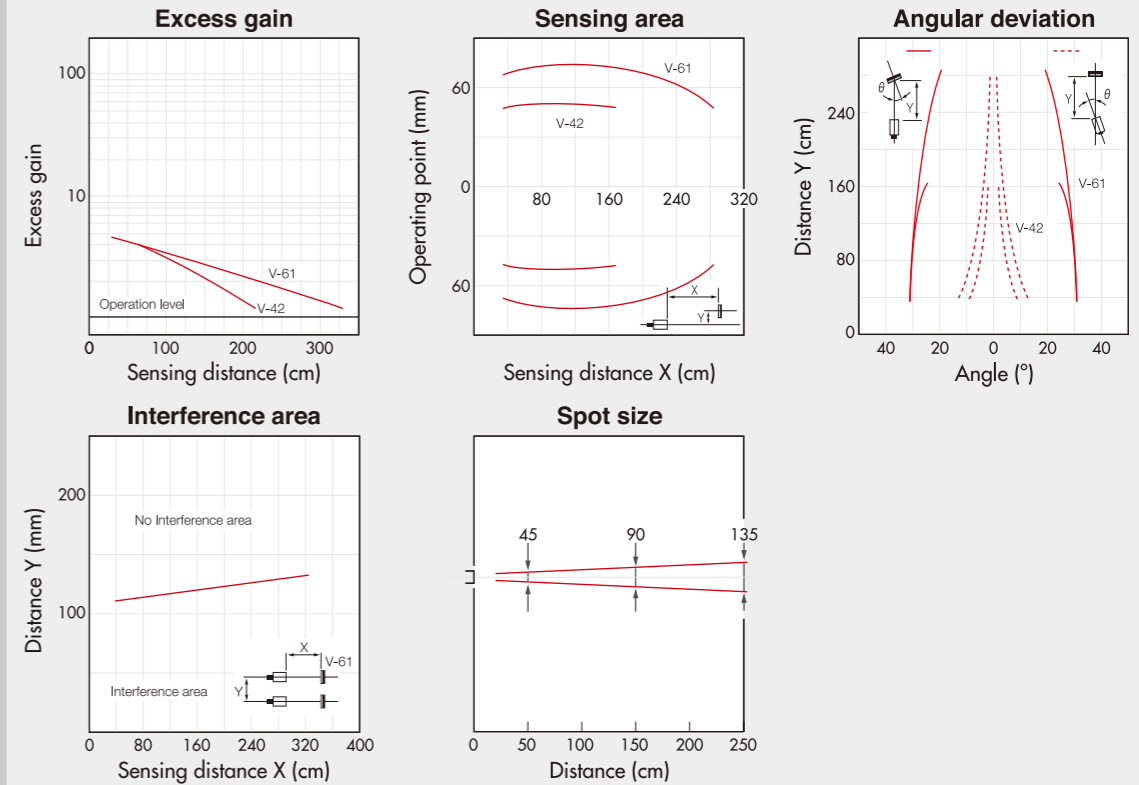 Excess gain
Excess gain
100
10
V-61
V-42
Operation level
0
100
200
300
Sensing distance (cm)
Sensing area
Operating point (mm)
60
V-61
V-42
0
80
160
240
320
60
X
Y
Sensing distance X (cm)
Angular deviation
Distance Y (cm)
θ
Y
Y
θ
240
160
V-61
V-42
80
0
40
20
0
20
40
Angle (°)
Interference area
Distance Y (mm)
200
No Interference area
100
X
V-61
Y
Interference area
0
80
160
240
320
400
Sensing distance X (cm)
Spot size
45
90
135
0
50
100
150
200
250
Distance (cm)